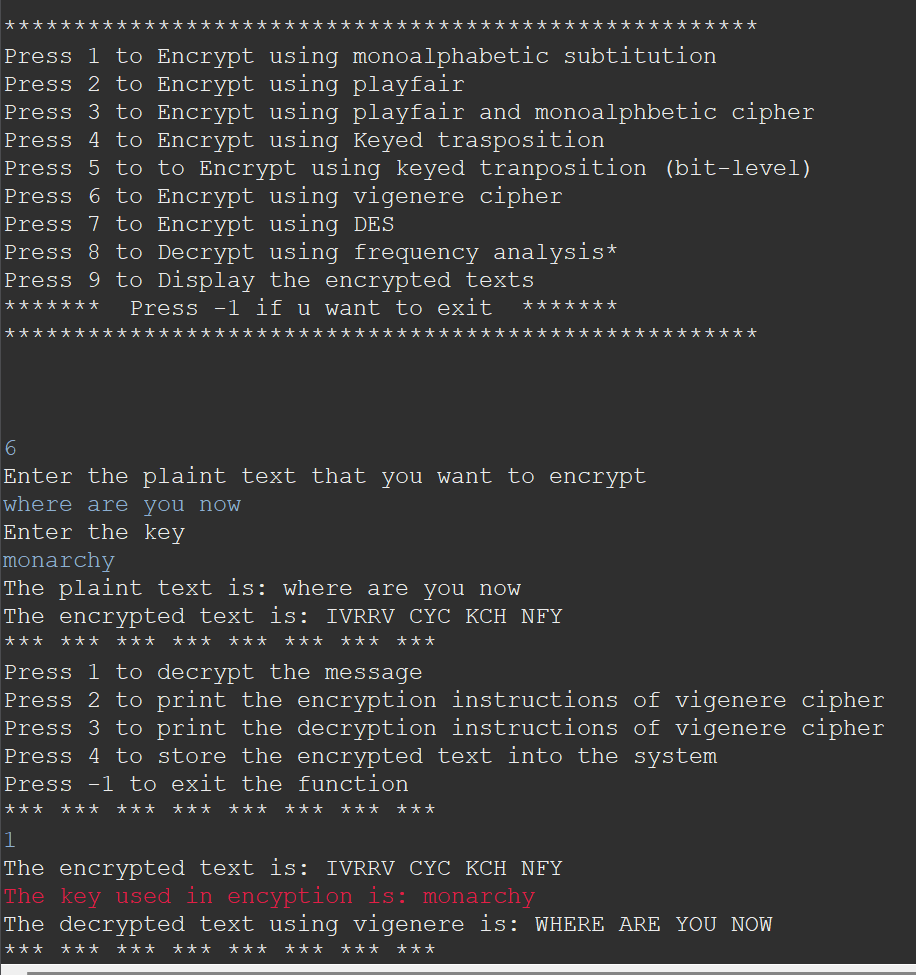 ******************************************************
Press 1 to Encrypt using monoalphabetic subtitution
Press 2 to Encrypt using playfair
Press 3 to Encrypt using playfair and monoalphbetic cipher
Press 4 to Encrypt using Keyed trasposition
Press 5 to to Encrypt using keyed tranposition (bit-level)
Press 6 to Encrypt using vigenere cipher
Press 7 to Encrypt using DES
Press 8 to Decrypt using frequency analysis*
Press 9 to Display the encrypted texts
*******  Press -1 if u want to exit  *******
******************************************************
6
Enter the plaint text that you want to encrypt
where are you now
Enter the key
monarchy
The plaint text is: where are you now
The encrypted text is: IVRRV CYC KCH NFY
*** *** *** *** *** *** *** ***
Press 1 to decrypt the message
Press 2 to print the encryption instructions of vigenere cipher
Press 3 to print the decryption instructions of vigenere cipher
Press 4 to store the encrypted text into the system
Press -1 to exit the function
*** *** *** *** *** *** *** ***
1
The encrypted text is: IVRRV CYC KCH NFY
The key used in encyption is: monarchy
The decrypted text using vigenere is: WHERE ARE YOU NOW
*** *** *** *** *** *** *** ***